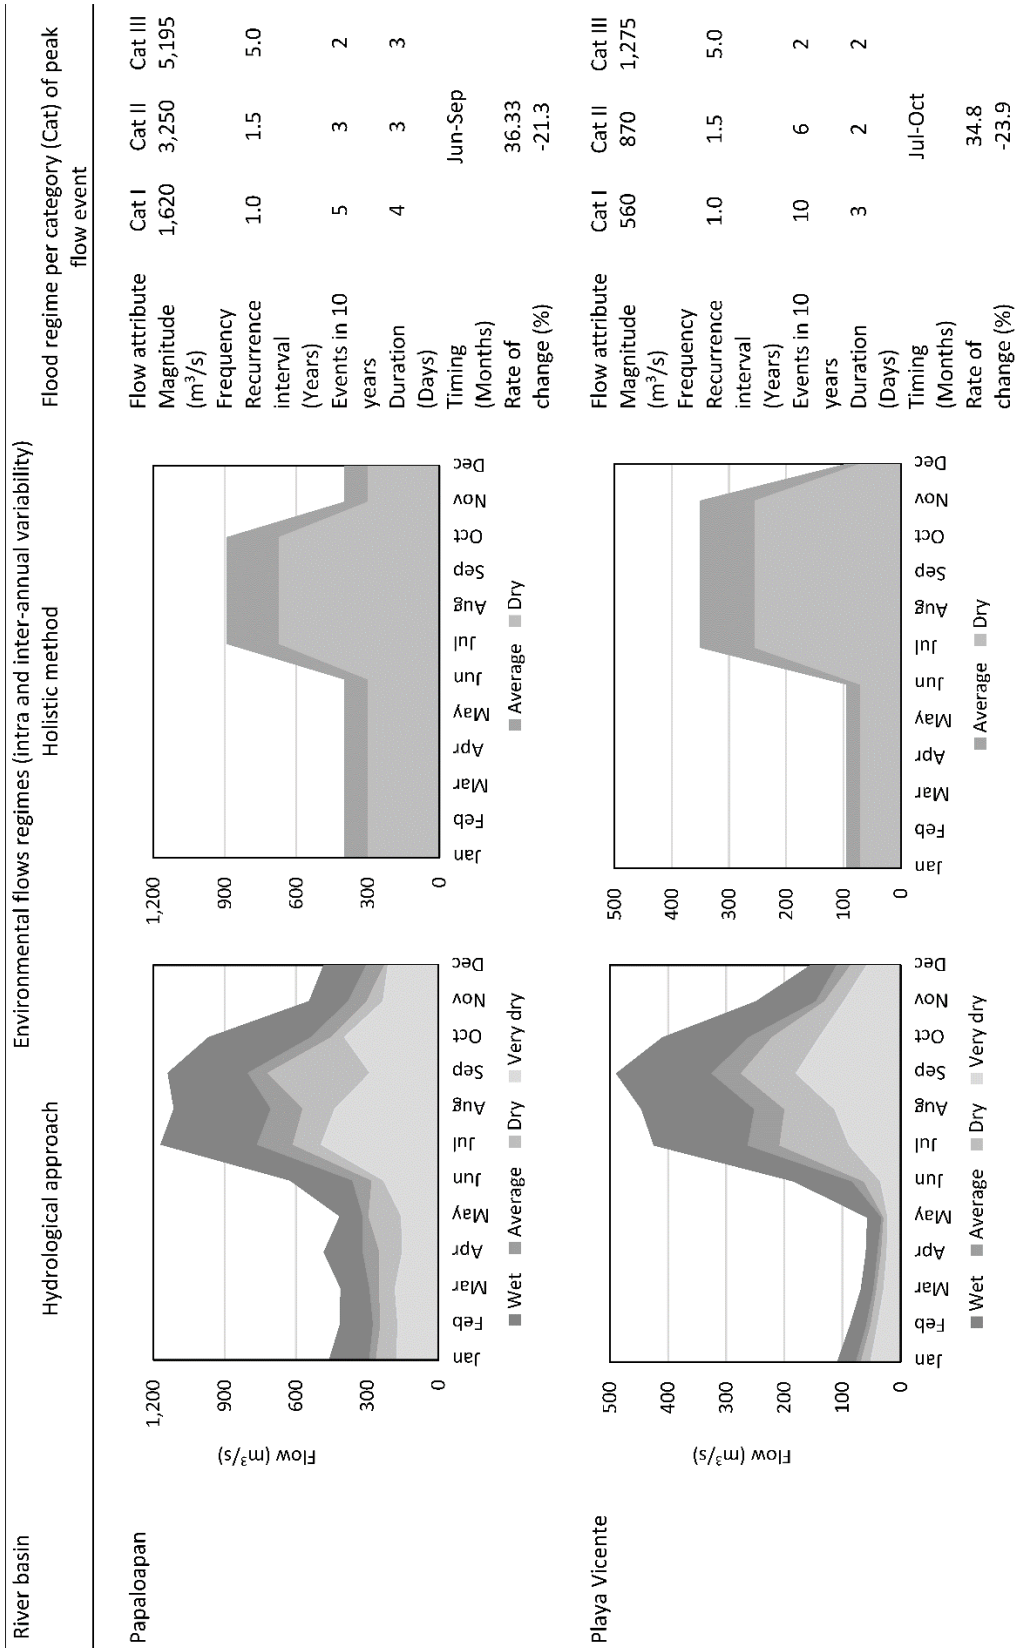 River basin
Environmental flows regimes (intra and inter-annual variability)
Hydrological approach
Holistic method
Flood regime per category (Cat) of peak
flow event
Papaloapan
Flow (m³/s)
1,200
900
600
300
0
Jan Feb Mar Apr May Jun Jul Aug Sep Oct Nov Dec
Wet Average Dry Very dry
1,200
900
600
300
0
Jan Feb Mar Apr May Jun Jul Aug Sep Oct Nov Dec
Average Dry
Flow attribute Cat I Cat II Cat III
Magnitude 1,620 3,250 5,195
(m³/s)
Frequency
Recurrence 1.0 1.5 5.0
interval
(Years)
Events in 10 5 3 2
years
Duration 4 3 3
(Days)
Timing Jun-Sep
(Months)
Rate of 36.33
change (%) -21.3
Playa Vicente
Flow (m³/s)
500
400
300
200
100
0
Jan Feb Mar Apr May Jun Jul Aug Sep Oct Nov Dec
Wet Average Dry Very dry
500
400
300
200
100
0
Jan Feb Mar Apr May Jun Jul Aug Sep Oct Nov Dec
Average Dry
Flow attribute Cat I Cat II Cat III
Magnitude 560 870 1,275
(m³/s)
Frequency
Recurrence 1.0 1.5 5.0
interval
(Years)
Events in 10 10 6 2
years
Duration 3 2 2
(Days)
Timing Jul-Oct
(Months)
Rate of 34.8
change (%) -23.9